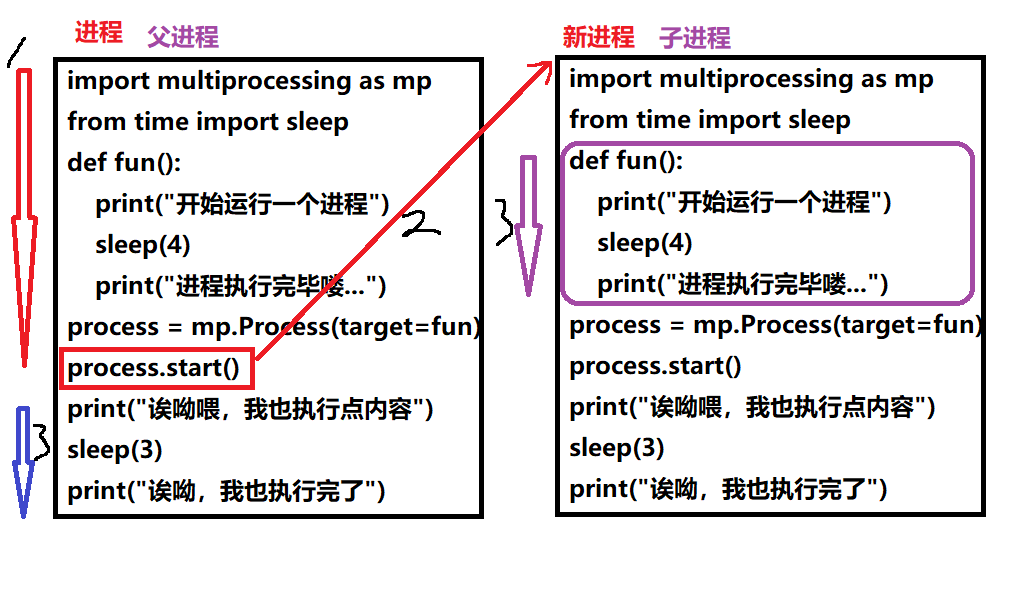 进程 父进程
1
import multiprocessing as mp
from time import sleep
def fun():
print("开始运行一个进程")
sleep(4)
print("进程执行完毕喽...")
process = mp.Process(target=fun)
process.start()
print("诶呦喂，我也执行点内容")
sleep(3)
print("诶呦，我也执行完了")
3
2
新进程 子进程
3
import multiprocessing as mp
from time import sleep
def fun():
print("开始运行一个进程")
sleep(4)
print("进程执行完毕喽...")
process = mp.Process(target=fun)
process.start()
print("诶呦喂，我也执行点内容")
sleep(3)
print("诶呦，我也执行完了")